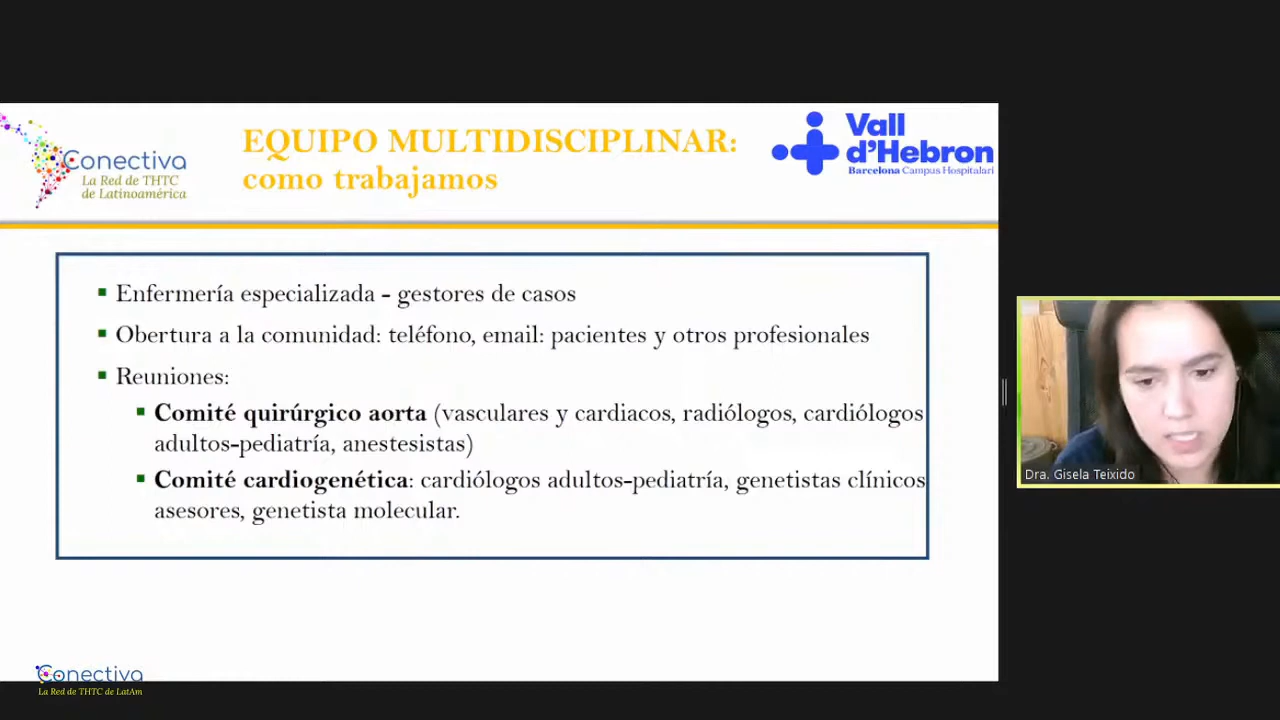 Conectiva
La Red de THTC
de Latinoamérica
EQUIPO MULTIDISCIPLINAR:
como trabajamos
Vall
d'Hebron
Barcelona Campus Hospitalari
Enfermería especializada - gestores de casos
Obertura a la comunidad: teléfono, email: pacientes y otros profesionales
Reuniones:
Comité quirúrgico aorta (vasculares y cardiacos, radiólogos, cardiólogos
adultos-pediatría, anestesistas)
Comité cardiogenética: cardiólogos adultos-pediatría, genetistas clínicos
asesores, genetista molecular.
Dra. Gisela Teixido
Conectiva
La Red de THTC de LatAm